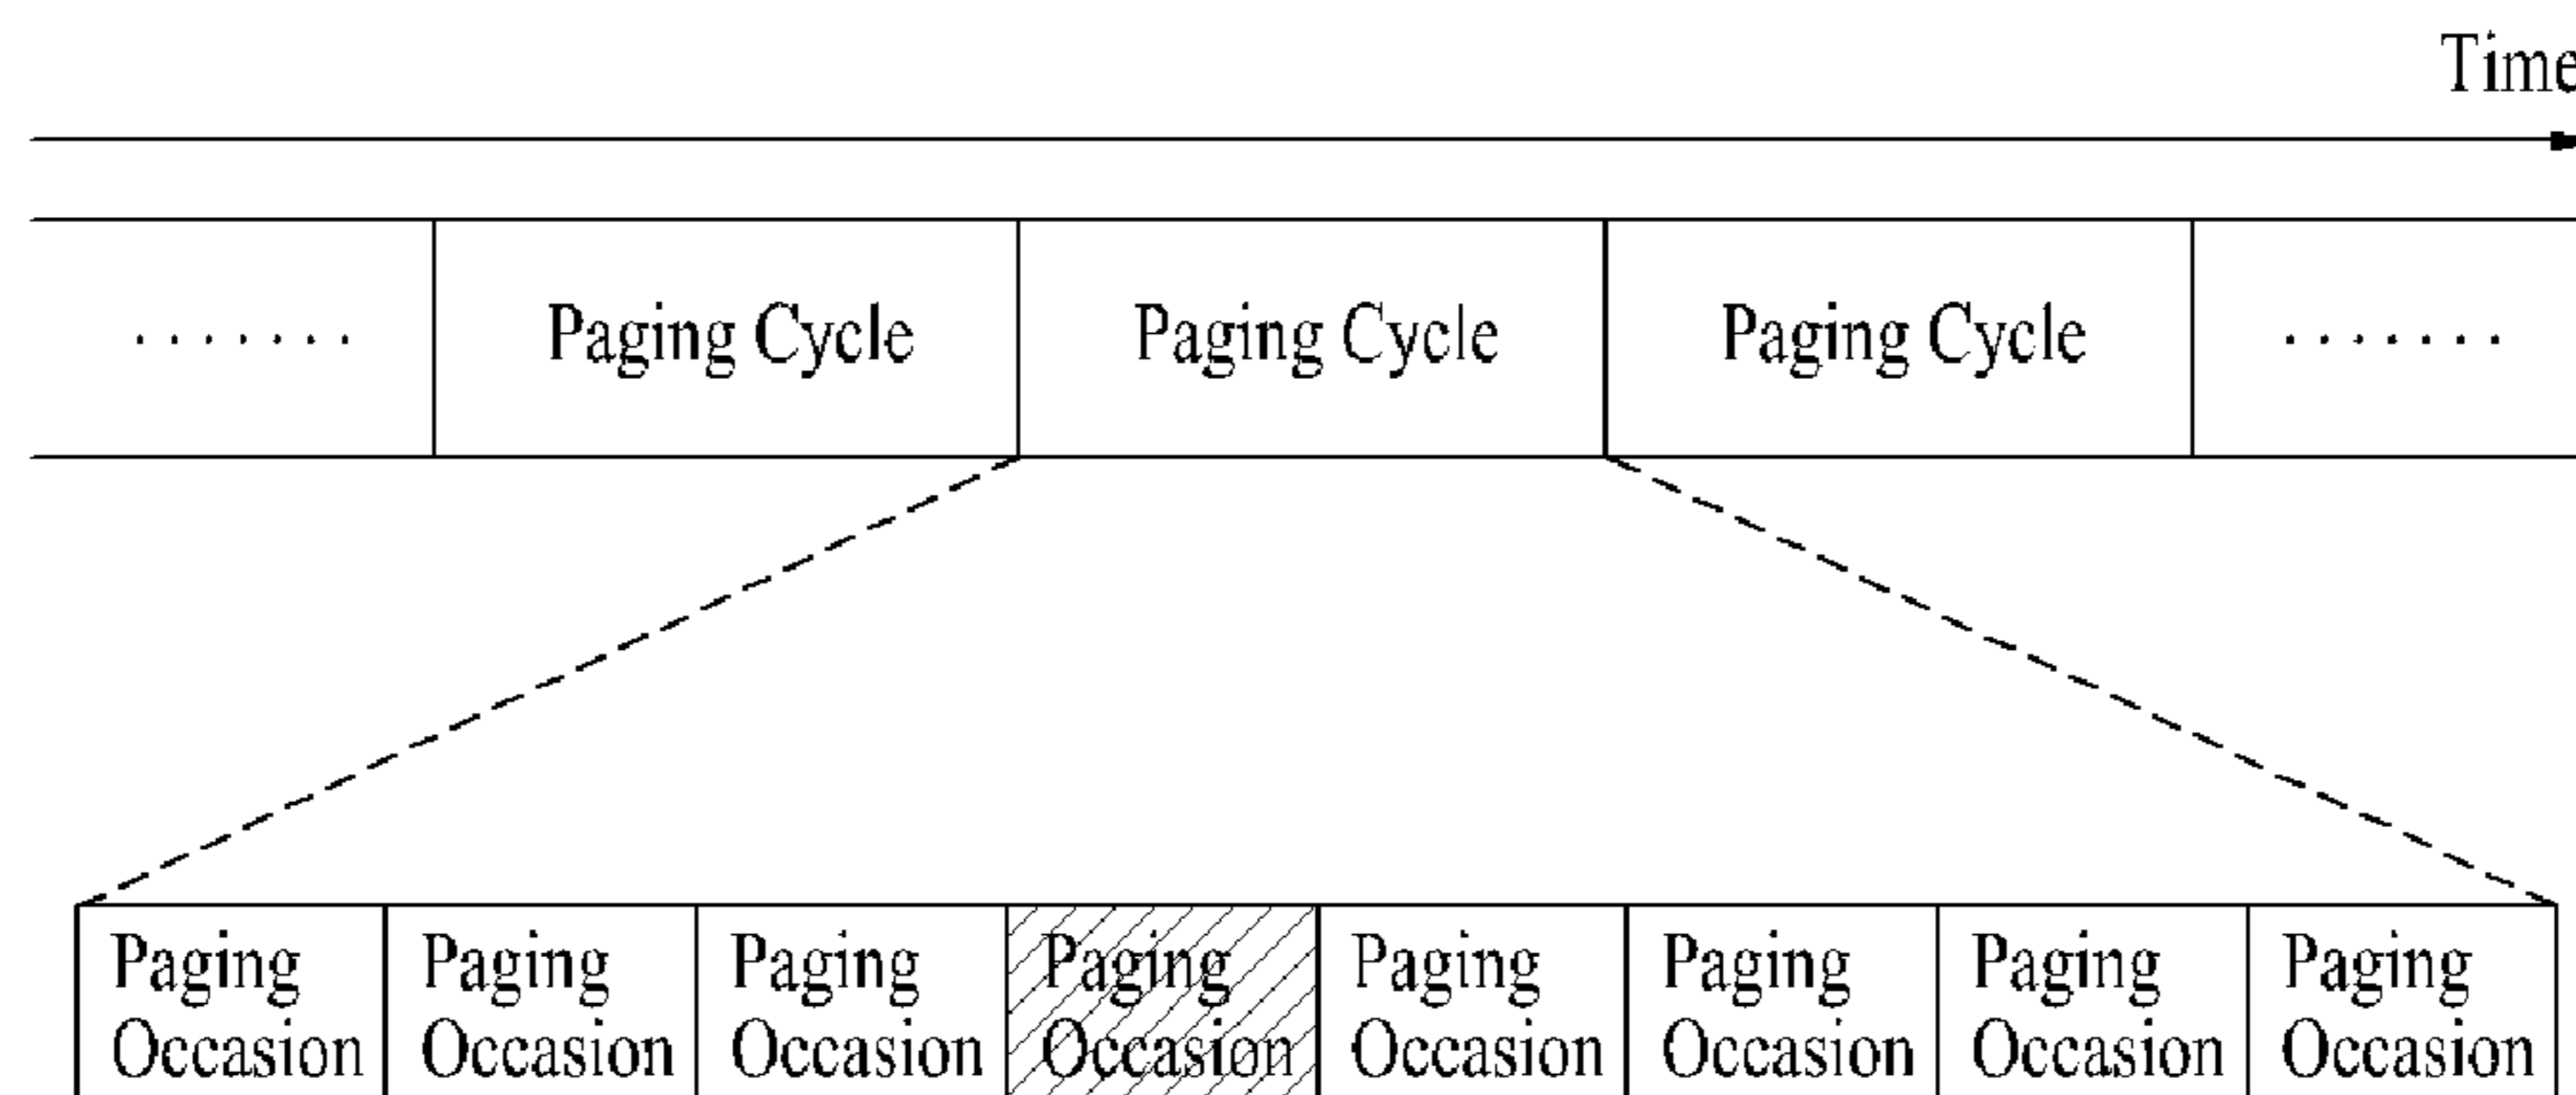 Time
....... Paging Cycle Paging Cycle Paging Cycle .......
Paging Paging Paging Paging Paging Paging Paging Paging
Occasion Occasion Occasion Occasion Occasion Occasion Occasion Occasion